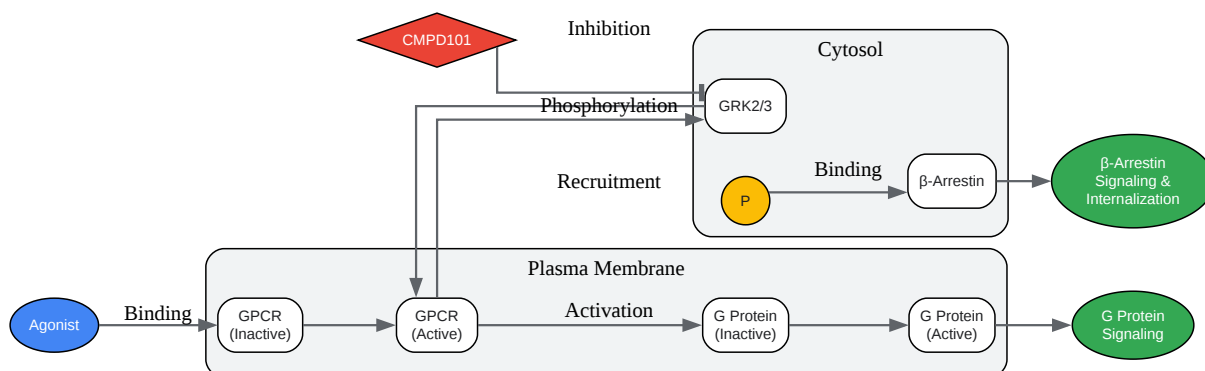 Inhibition
CMPD101
Cytosol
GRK2/3
Phosphorylation
Binding
β-Arrestin
β-Arrestin
Signaling &
Internalization
Recruitment
P
Plasma Membrane
Binding
Activation
Agonist
GPCR
(Inactive)
GPCR
(Active)
G Protein
(Inactive)
G Protein
(Active)
G Protein
Signaling